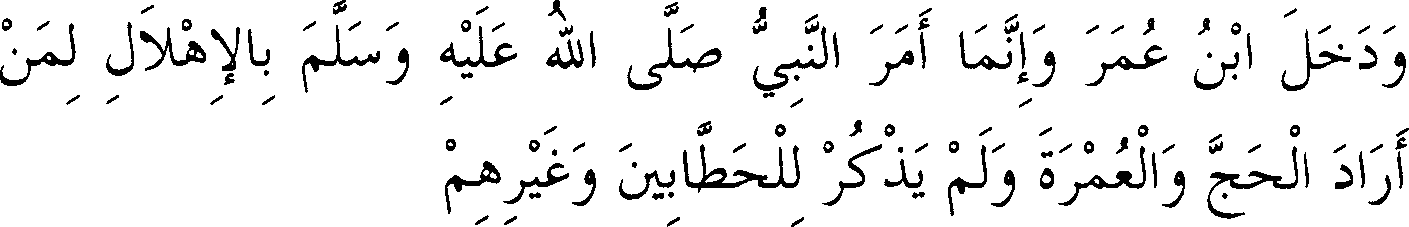 وَدَخَلَ ابْنُ عُمَرَ وَإِنَّمَا أَمَرَ النَّبِيُّ صَلَّى اللهُ عَلَيْهِ وَسَلَّمَ بِالإِهْلَالِ لِمَنْ
أَرَادَ الْحَجَّ وَالْعُمْرَةَ وَلَمْ يَذْكُرْ لِلْحَطَّابِينَ وَغَيْرِهِمْ